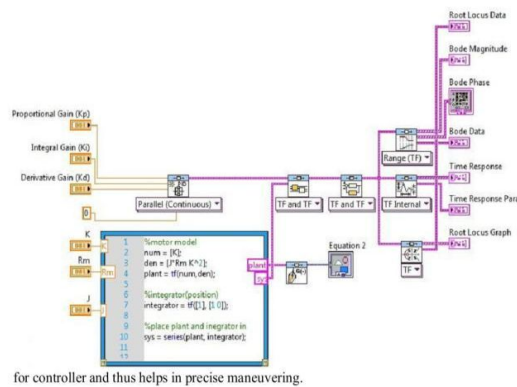 Root Locus Data
Bode Magnitude
Bode Phase
Proportional Gain (Kp)
Bode Data
Integral Gain (Ki)
Range (TF)
Time Response
Derivative Gain (Kd)
Parallel (Continuous)
TF and TF
TF and TF
TF Internal
Time Response Para
0
Root Locus Graph
K
K
1 %motor model
2 num = [K];
3 den = [J*Rm K^2];
4 plant = tf(num,den);
5
6 %integrator(position)
7 integrator = tf([1], [1 0]);
8
9 %place plant and inegrator in
10 sys = series(plant, integrator);
11
12
Rm
Rm
J
J
plant
sys
Equation 2
TF
for controller and thus helps in precise maneuvering.